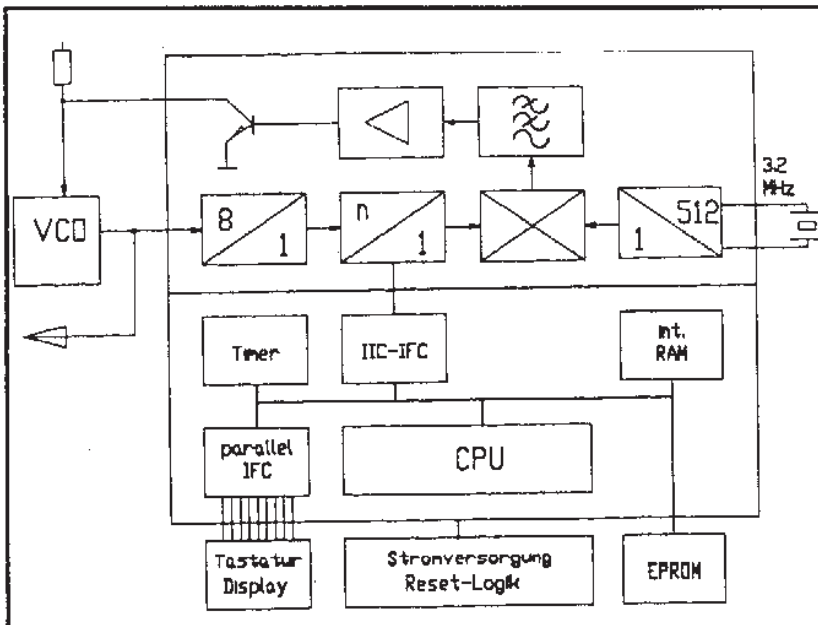 3.2
MHz
VCO
8
1
n
1
512
1
Timer
IIC-IFC
Int.
RAM
parallel
IFC
CPU
Tastatur
Display
Stromversorgung
Reset-Logik
EPROM